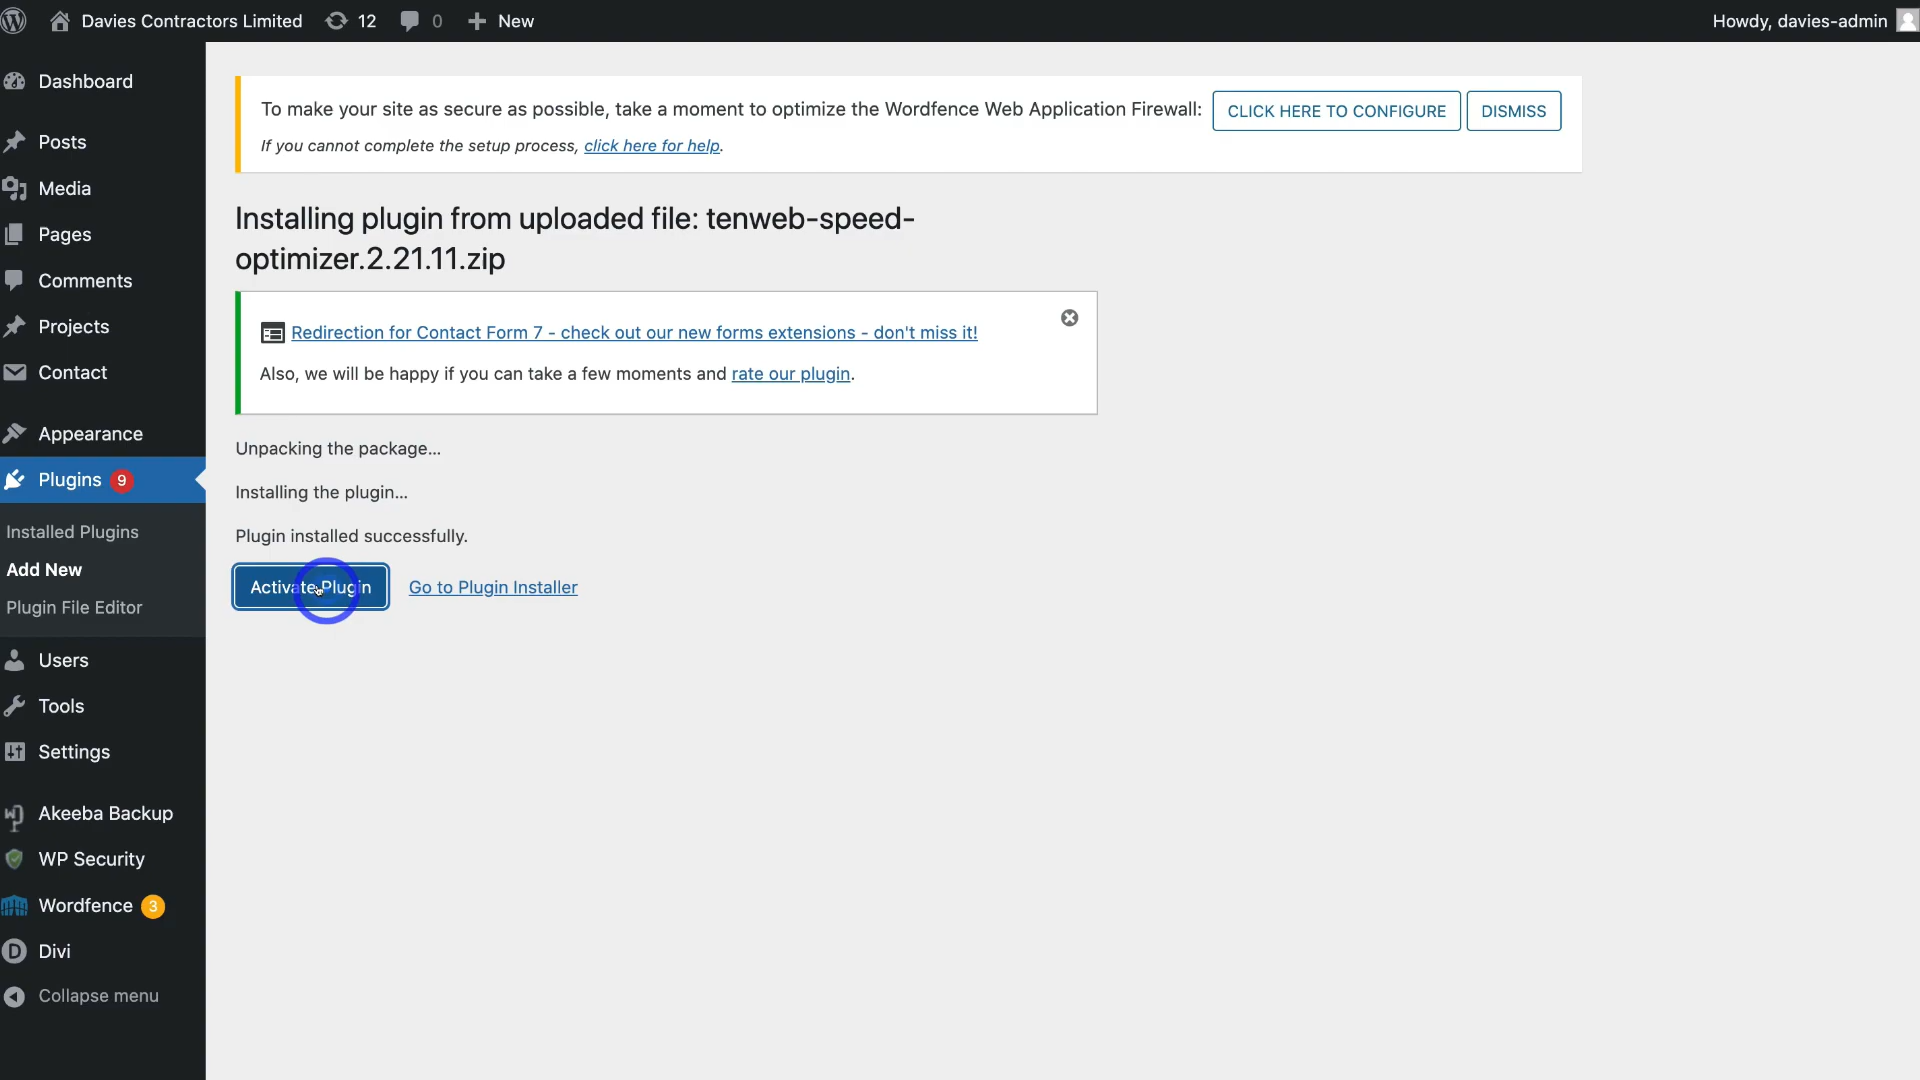 Davies Contractors Limited 12 0 New Howdy, davies-admin
Dashboard
Posts
Media
Pages
Comments
Projects
Contact
Appearance
Plugins 9
Installed Plugins
Add New
Plugin File Editor
Users
Tools
Settings
Akeeba Backup
WP Security
Wordfence 3
Divi
Collapse menu
To make your site as secure as possible, take a moment to optimize the Wordfence Web Application Firewall: CLICK HERE TO CONFIGURE DISMISS
If you cannot complete the setup process, click here for help.
Installing plugin from uploaded file: tenweb-speed-
optimizer.2.21.11.zip
Redirection for Contact Form 7 - check out our new forms extensions - don't miss it!
Also, we will be happy if you can take a few moments and rate our plugin.
Unpacking the package...
Installing the plugin...
Plugin installed successfully.
Activate Plugin Go to Plugin Installer